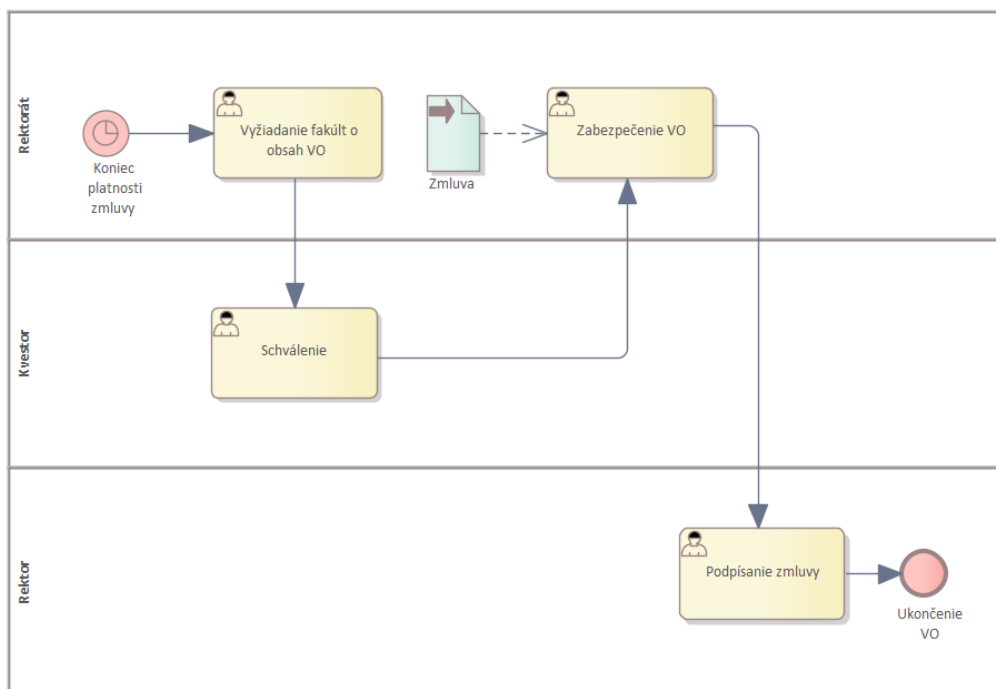 Rektorát
Koniec
platnosti
zmluvy
Vyžiadanie fakúlt o
obsah VO
Zmluva
Zabezpečenie VO
Kvestor
Schválenie
Rektor
Podpísanie zmluvy
Ukončenie
VO